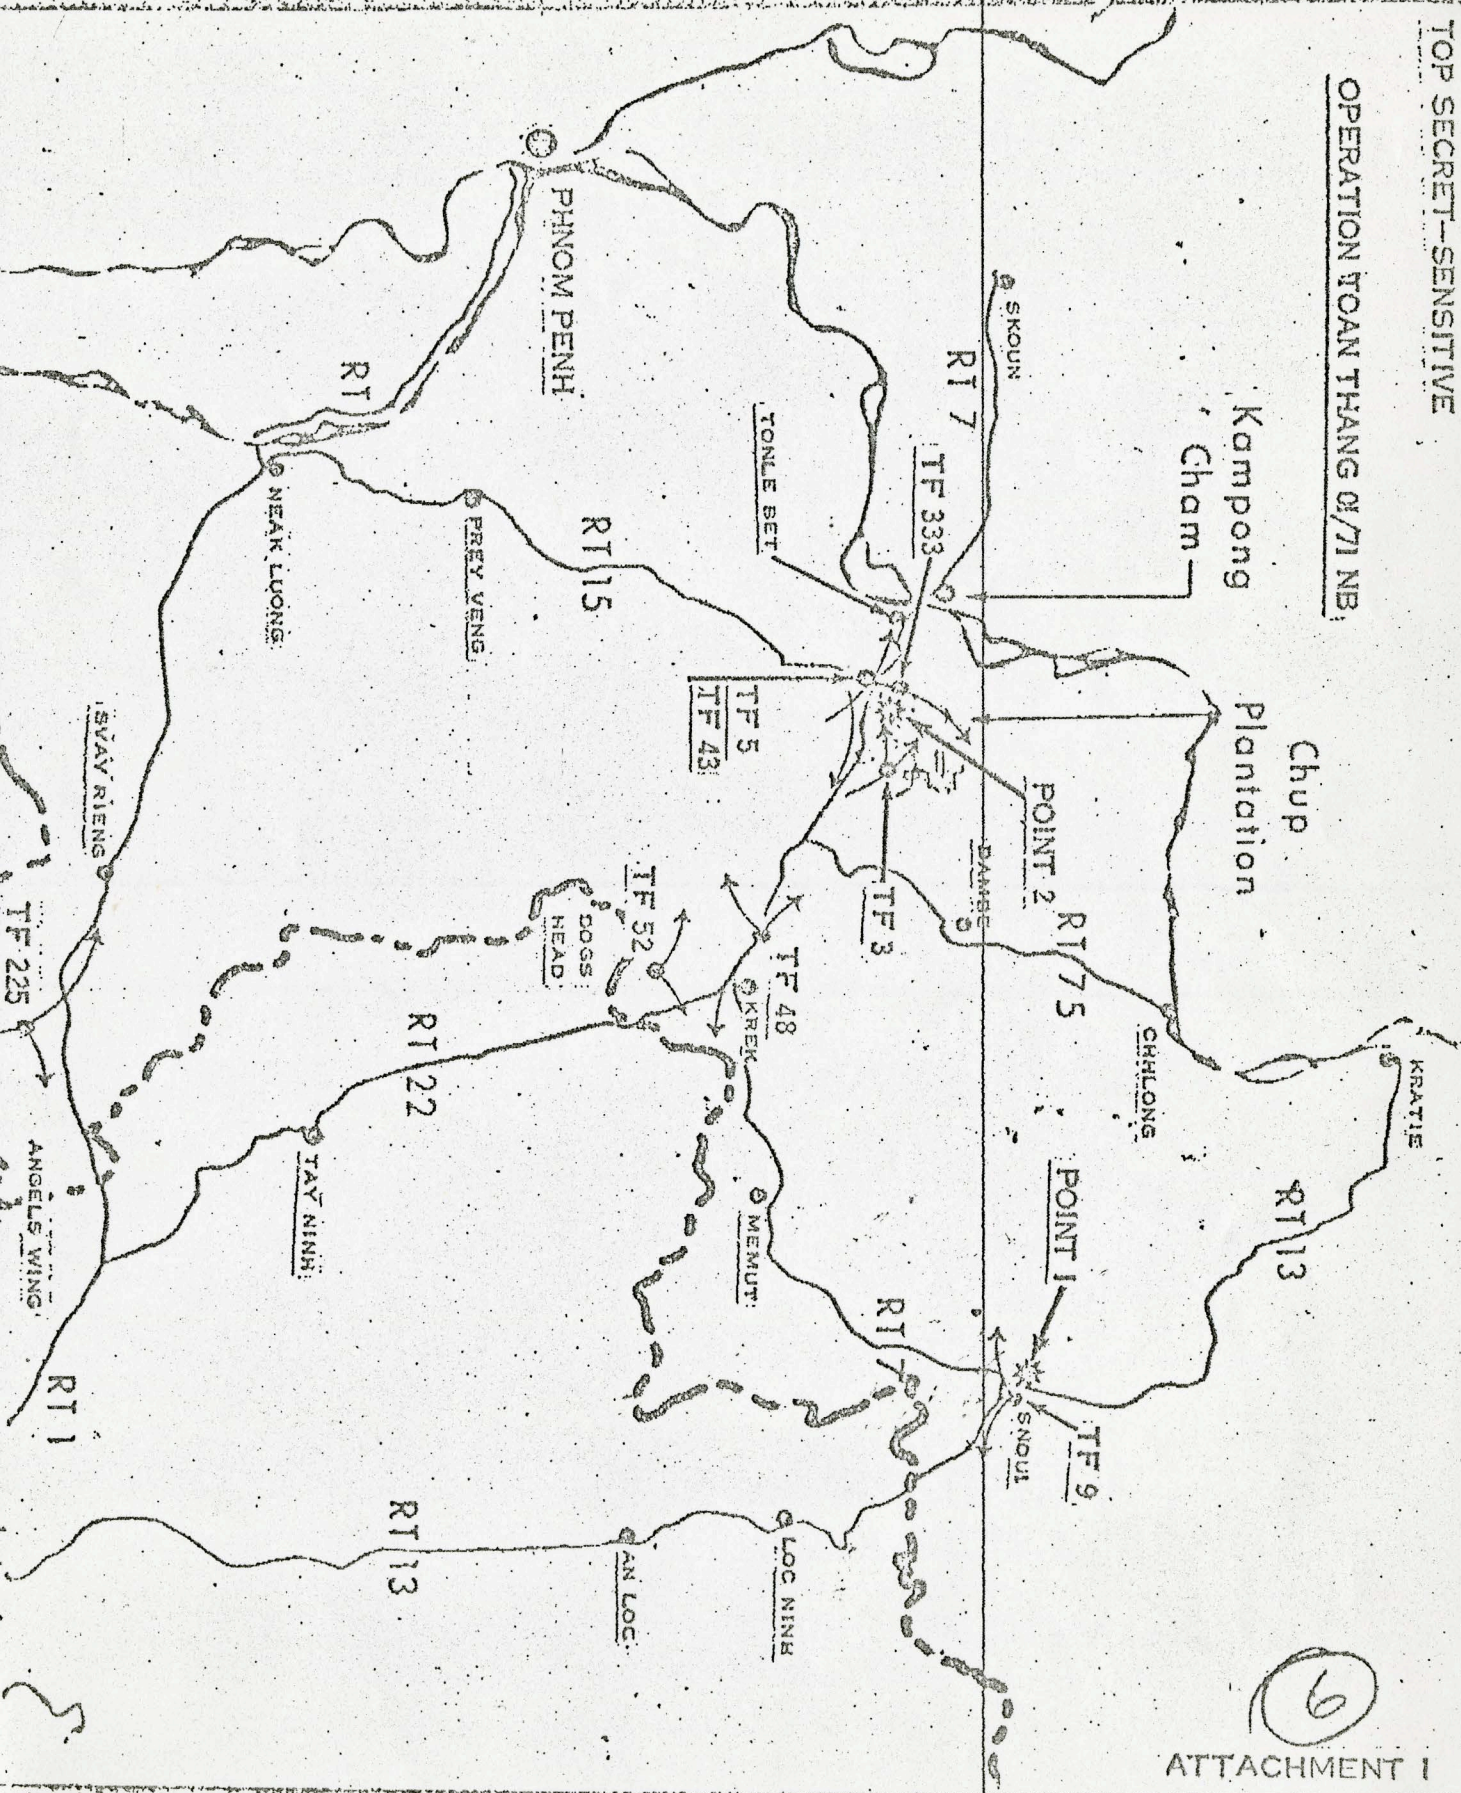 TOP SECRET-SENSITIVE
OPERATION TOAN THANG 01/71 NB
Kampong
Cham
Chup
Plantation
SKOUN
RT 7
TF 333
TONLE BET
PHNOM PENH
RT
NEAK LUONG
PREY VENG
RT 15
TF 5
TF 43
POINT 2
DAMBE
TF 3
RT 75
CHHLONG
KRATIE
RT 13
POINT 1
SNOUL
TF 9
RT 7
MEMUT
KREK
TF 48
TF 52
DOGS
HEAD
RT 22
TAY NINH
SVAY RIENG
TF 225
ANGELS WING
RT 1
RT 13
AN LOC
LOC NINH
6
ATTACHMENT 1